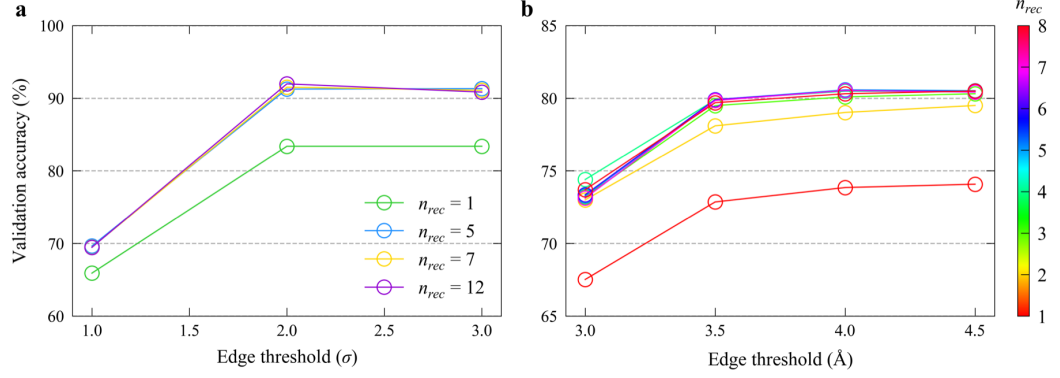 a
Validation accuracy (%)
100
90
80
70
60
1.0
1.5
2.0
2.5
3.0
Edge threshold (σ)
n_rec = 1
n_rec = 5
n_rec = 7
n_rec = 12
b
85
80
75
70
65
3.0
3.5
4.0
4.5
Edge threshold (Å)
n_rec
8
7
6
5
4
3
2
1